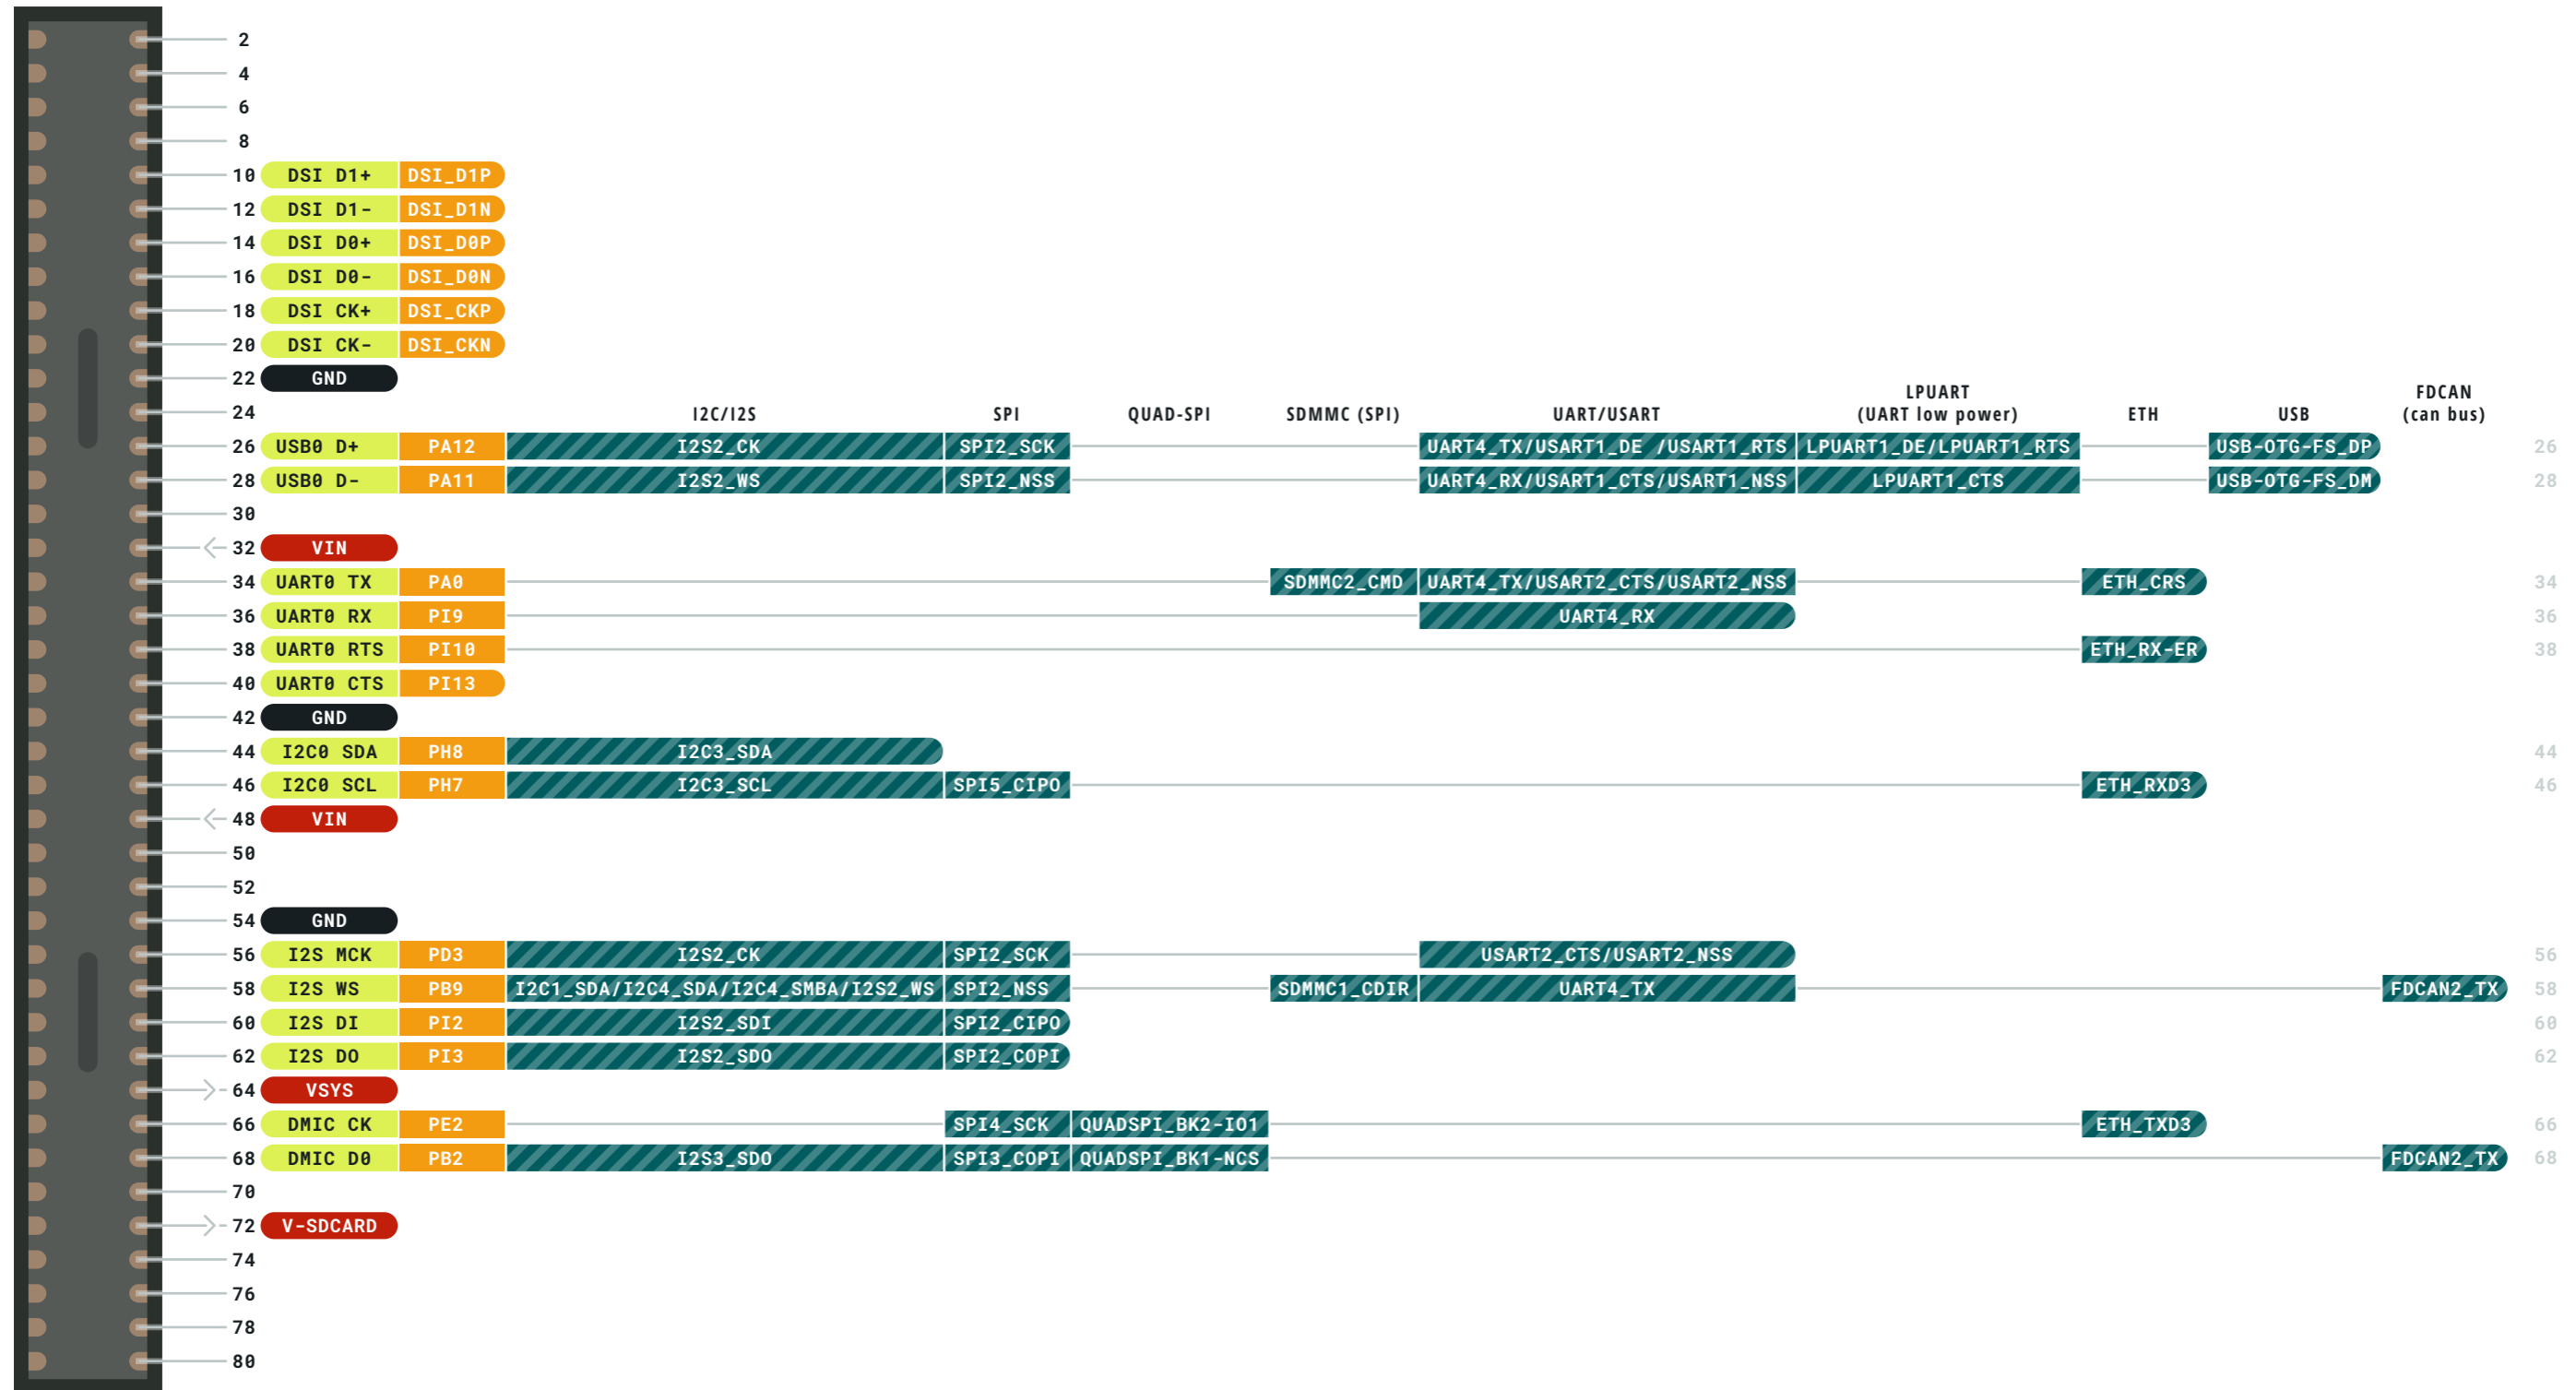 2
4
6
8
10 DSI D1+ DSI_D1P
12 DSI D1- DSI_D1N
14 DSI D0+ DSI_D0P
16 DSI D0- DSI_D0N
18 DSI CK+ DSI_CKP
20 DSI CK- DSI_CKN
22 GND
LPUART FDCAN
24 I2C/I2S SPI QUAD-SPI SDMMC (SPI) UART/USART (UART low power) ETH USB (can bus)
26 USB0 D+ PA12 I2S2_CK SPI2_SCK UART4_TX/USART1_DE /USART1_RTS LPUART1_DE/LPUART1_RTS USB-OTG-FS_DP 26
28 USB0 D- PA11 I2S2_WS SPI2_NSS UART4_RX/USART1_CTS/USART1_NSS LPUART1_CTS USB-OTG-FS_DM 28
30
32 VIN
34 UART0 TX PA0 SDMMC2_CMD UART4_TX/USART2_CTS/USART2_NSS ETH_CRS 34
36 UART0 RX PI9 UART4_RX 36
38 UART0 RTS PI10 ETH_RX-ER 38
40 UART0 CTS PI13
42 GND
44 I2C0 SDA PH8 I2C3_SDA 44
46 I2C0 SCL PH7 I2C3_SCL SPI5_CIPO ETH_RXD3 46
48 VIN
50
52
54 GND
56 I2S MCK PD3 I2S2_CK SPI2_SCK USART2_CTS/USART2_NSS 56
58 I2S WS PB9 I2C1_SDA/I2C4_SDA/I2C4_SMBA/I2S2_WS SPI2_NSS SDMMC1_CDIR UART4_TX FDCAN2_TX 58
60 I2S DI PI2 I2S2_SDI SPI2_CIPO 60
62 I2S DO PI3 I2S2_SDO SPI2_COPI 62
64 VSYS
66 DMIC CK PE2 SPI4_SCK QUADSPI_BK2-IO1 ETH_TXD3 66
68 DMIC D0 PB2 I2S3_SDO SPI3_COPI QUADSPI_BK1-NCS FDCAN2_TX 68
70
72 V-SDCARD
74
76
78
80